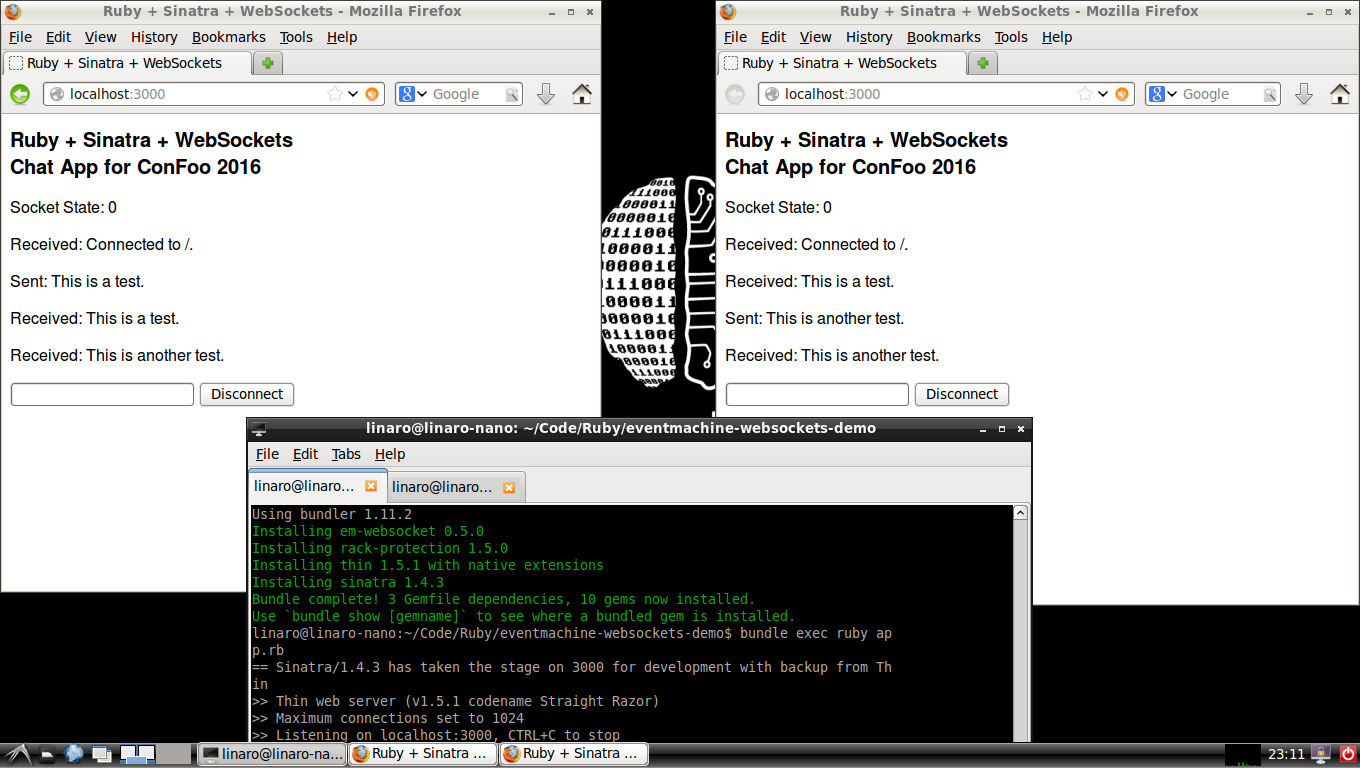 Ruby + Sinatra + WebSockets - Mozilla Firefox
File Edit View History Bookmarks Tools Help
Ruby + Sinatra + WebSockets
localhost:3000
Google
Ruby + Sinatra + WebSockets
Chat App for ConFoo 2016
Socket State: 0
Received: Connected to /.
Sent: This is a test.
Received: This is a test.
Received: This is another test.
Disconnect
Ruby + Sinatra + WebSockets - Mozilla Firefox
File Edit View History Bookmarks Tools Help
Ruby + Sinatra + WebSockets
localhost:3000
Google
Ruby + Sinatra + WebSockets
Chat App for ConFoo 2016
Socket State: 0
Received: Connected to /.
Received: This is a test.
Sent: This is another test.
Received: This is another test.
Disconnect
linaro@linaro-nano: ~/Code/Ruby/eventmachine-websockets-demo
File Edit Tabs Help
linaro@linaro... linaro@linaro...
Using bundler 1.11.2
Installing em-websocket 0.5.0
Installing rack-protection 1.5.0
Installing thin 1.5.1 with native extensions
Installing sinatra 1.4.3
Bundle complete! 3 Gemfile dependencies, 10 gems now installed.
Use `bundle show [gemname]` to see where a bundled gem is installed.
linaro@linaro-nano:~/Code/Ruby/eventmachine-websockets-demo$ bundle exec ruby ap
p.rb
== Sinatra/1.4.3 has taken the stage on 3000 for development with backup from Th
in
>> Thin web server (v1.5.1 codename Straight Razor)
>> Maximum connections set to 1024
>> Listening on localhost:3000, CTRL+C to stop
linaro@linaro-na... Ruby + Sinatra ... Ruby + Sinatra ... 23:11